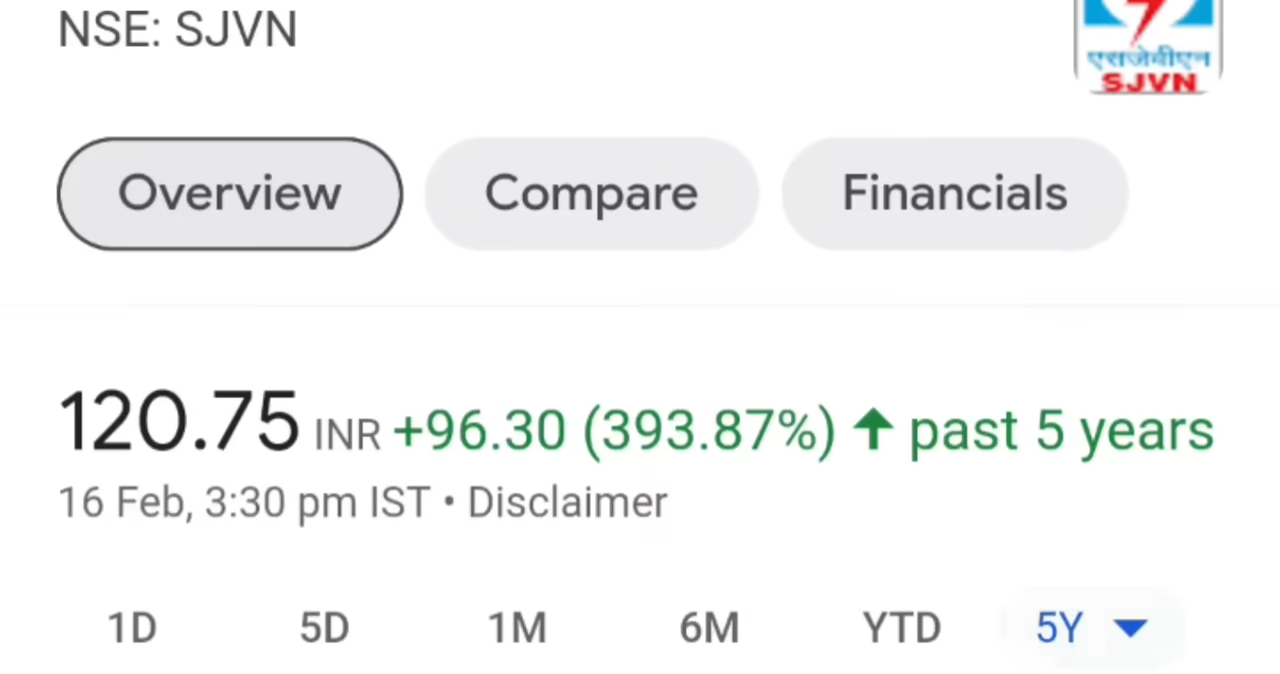 NSE: SJVN
एसजेवीएन
SJVN
Overview Compare Financials
120.75 INR +96.30 (393.87%) ↑ past 5 years
16 Feb, 3:30 pm IST • Disclaimer
1D 5D 1M 6M YTD 5Y